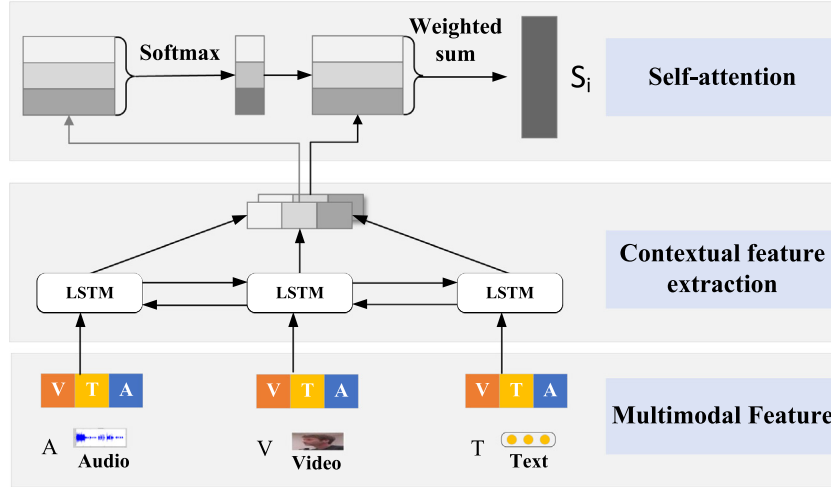 Softmax
Weighted
sum
Si
Self-attention
Contextual feature
extraction
LSTM LSTM LSTM
V T A V T A V T A
Multimodal Feature
A Audio V Video T Text